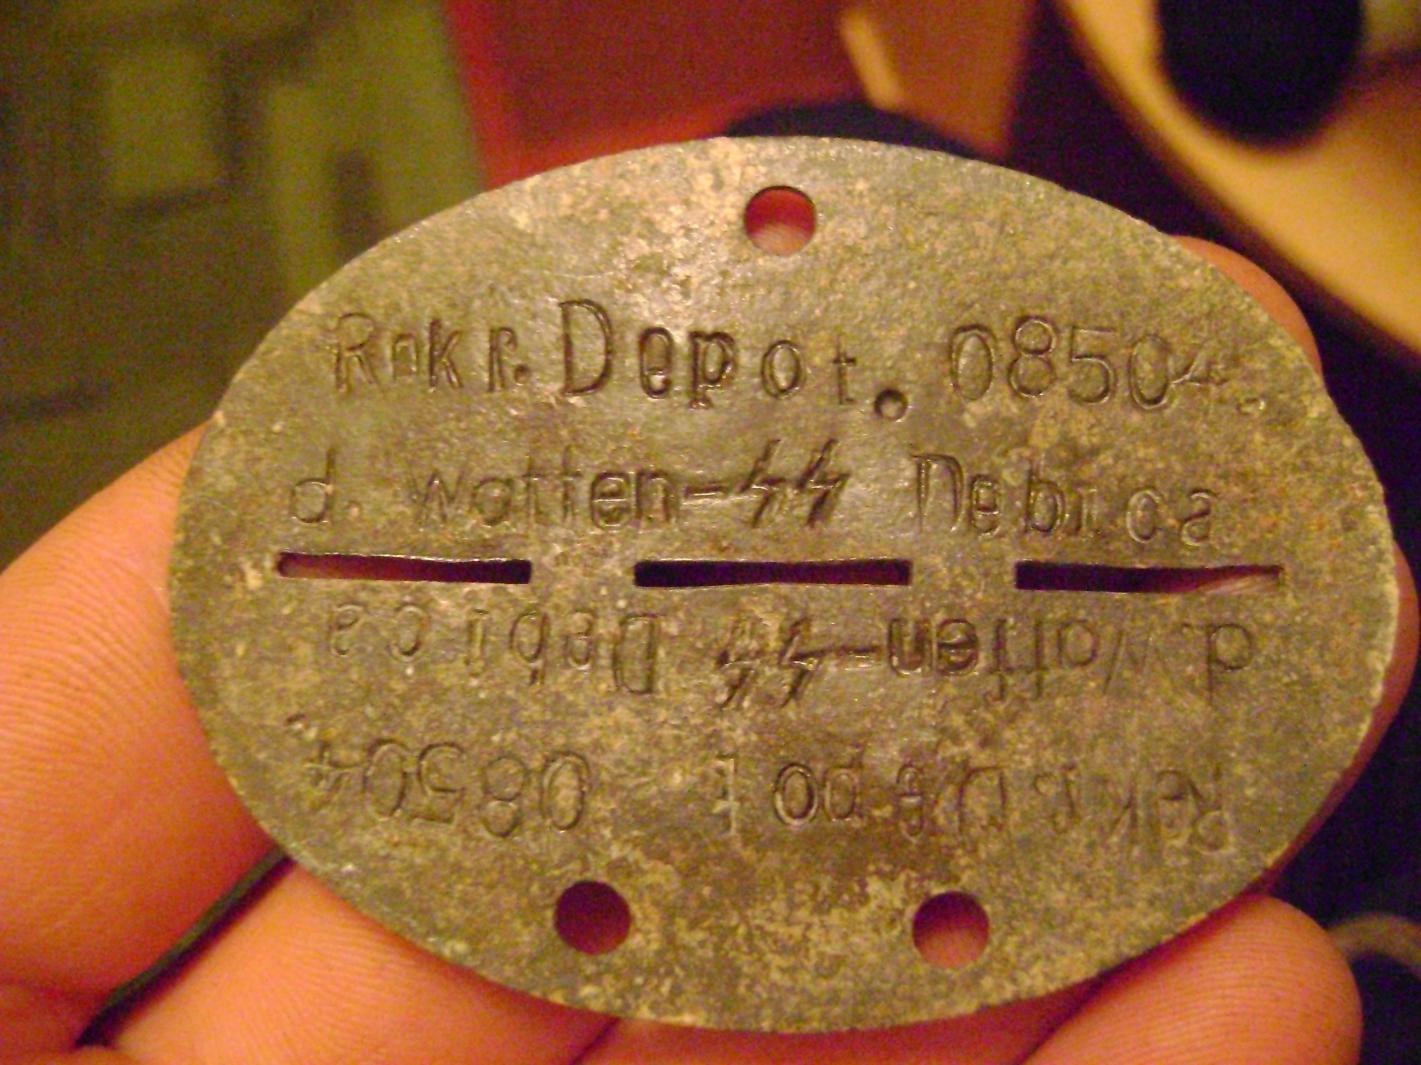 Rekr. Depot. 08504.
d. Waffen-ᛋᛋ Debica
d. Waffen-ᛋᛋ Debica
Rekr. Depot 08504.